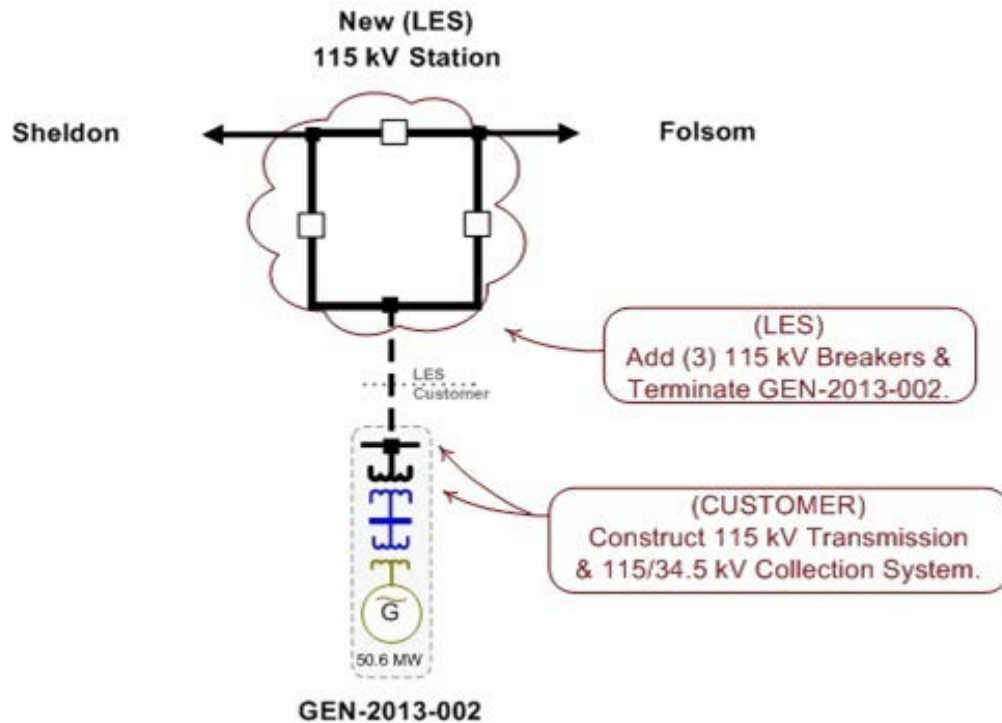 New (LES)
115 kV Station
Sheldon
Folsom
(LES)
Add (3) 115 kV Breakers &
Terminate GEN-2013-002.
LES
Customer
(CUSTOMER)
Construct 115 kV Transmission
& 115/34.5 kV Collection System.
G
50.6 MW
GEN-2013-002